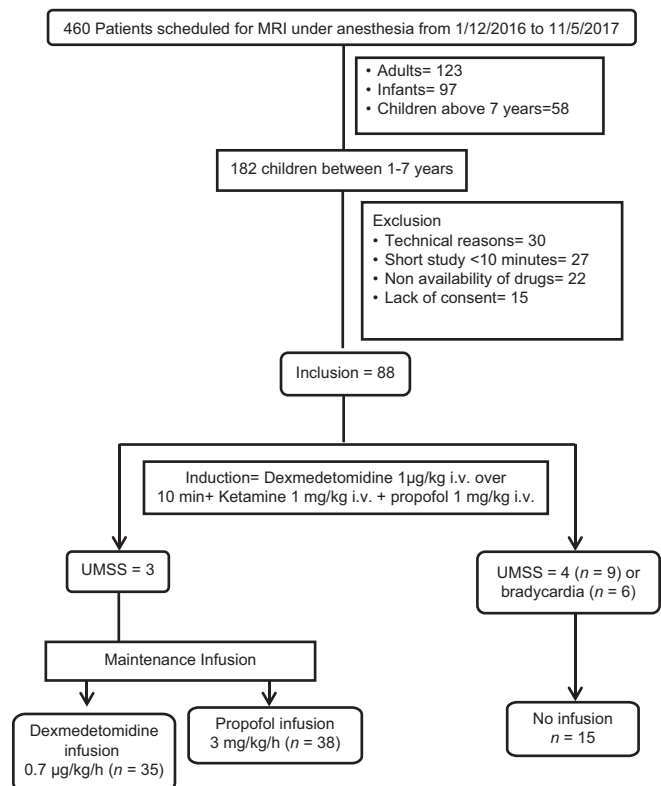 460 Patients scheduled for MRI under anesthesia from 1/12/2016 to 11/5/2017
• Adults= 123
• Infants= 97
• Children above 7 years=58
182 children between 1-7 years
Exclusion
• Technical reasons= 30
• Short study <10 minutes= 27
• Non availability of drugs= 22
• Lack of consent= 15
Inclusion = 88
Induction= Dexmedetomidine 1µg/kg i.v. over
10 min+ Ketamine 1 mg/kg i.v. + propofol 1 mg/kg i.v.
UMSS = 3
UMSS = 4 (n = 9) or
bradycardia (n = 6)
Maintenance Infusion
Dexmedetomidine
infusion
0.7 µg/kg/h (n = 35)
Propofol infusion
3 mg/kg/h (n = 38)
No infusion
n = 15